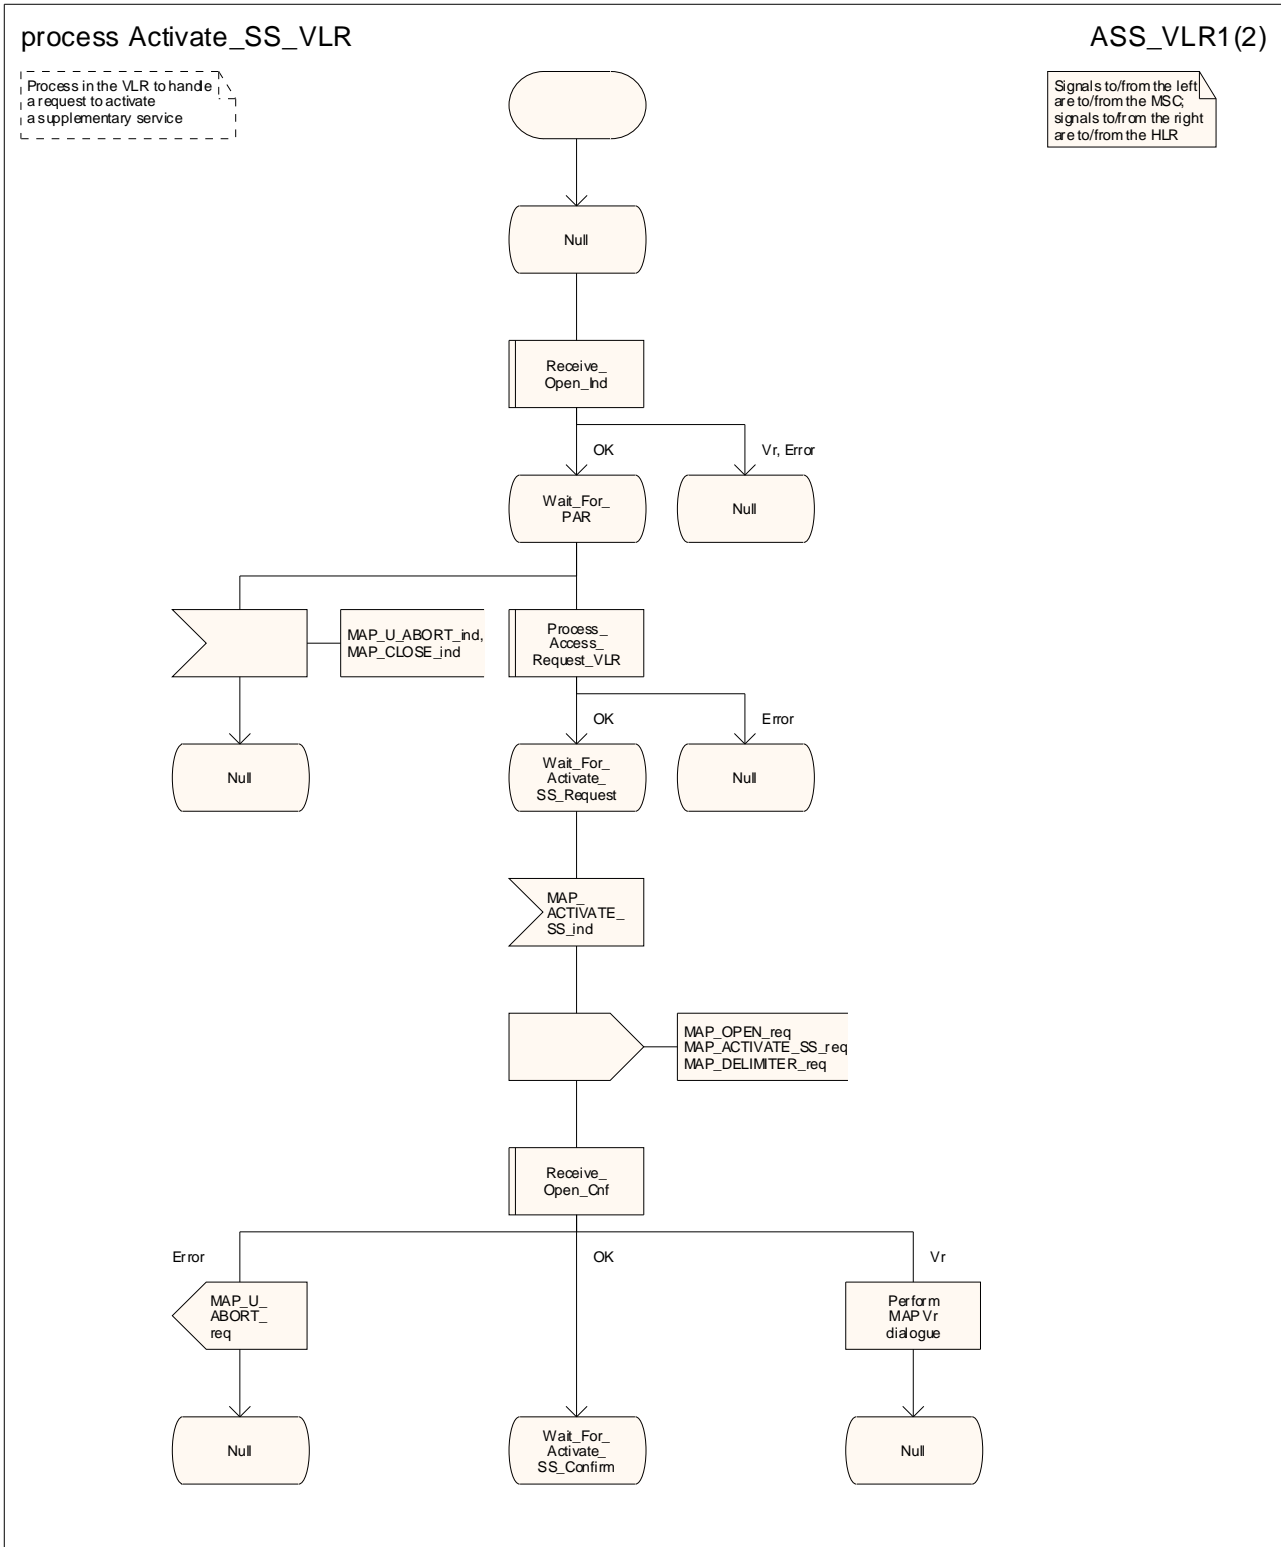 process Activate_SS_VLR
ASS_VLR1(2)
Process in the VLR to handle
a request to activate
a supplementary service
Signals to/from the left
are to/from the MSC;
signals to/from the right
are to/from the HLR
Null
Receive_
Open_Ind
OK
Vr, Error
Wait_For_
PAR
Null
MAP_U_ABORT_ind,
MAP_CLOSE_ind
Process_
Access_
Request_VLR
OK
Error
Null
Wait_For_
Activate_
SS_Request
Null
MAP_
ACTIVATE_
SS_ind
MAP_OPEN_req
MAP_ACTIVATE_SS_req
MAP_DELIMITER_req
Receive_
Open_Cnf
Error
OK
Vr
MAP_U_
ABORT_
req
Perform
MAP Vr
dialogue
Null
Wait_For_
Activate_
SS_Confirm
Null